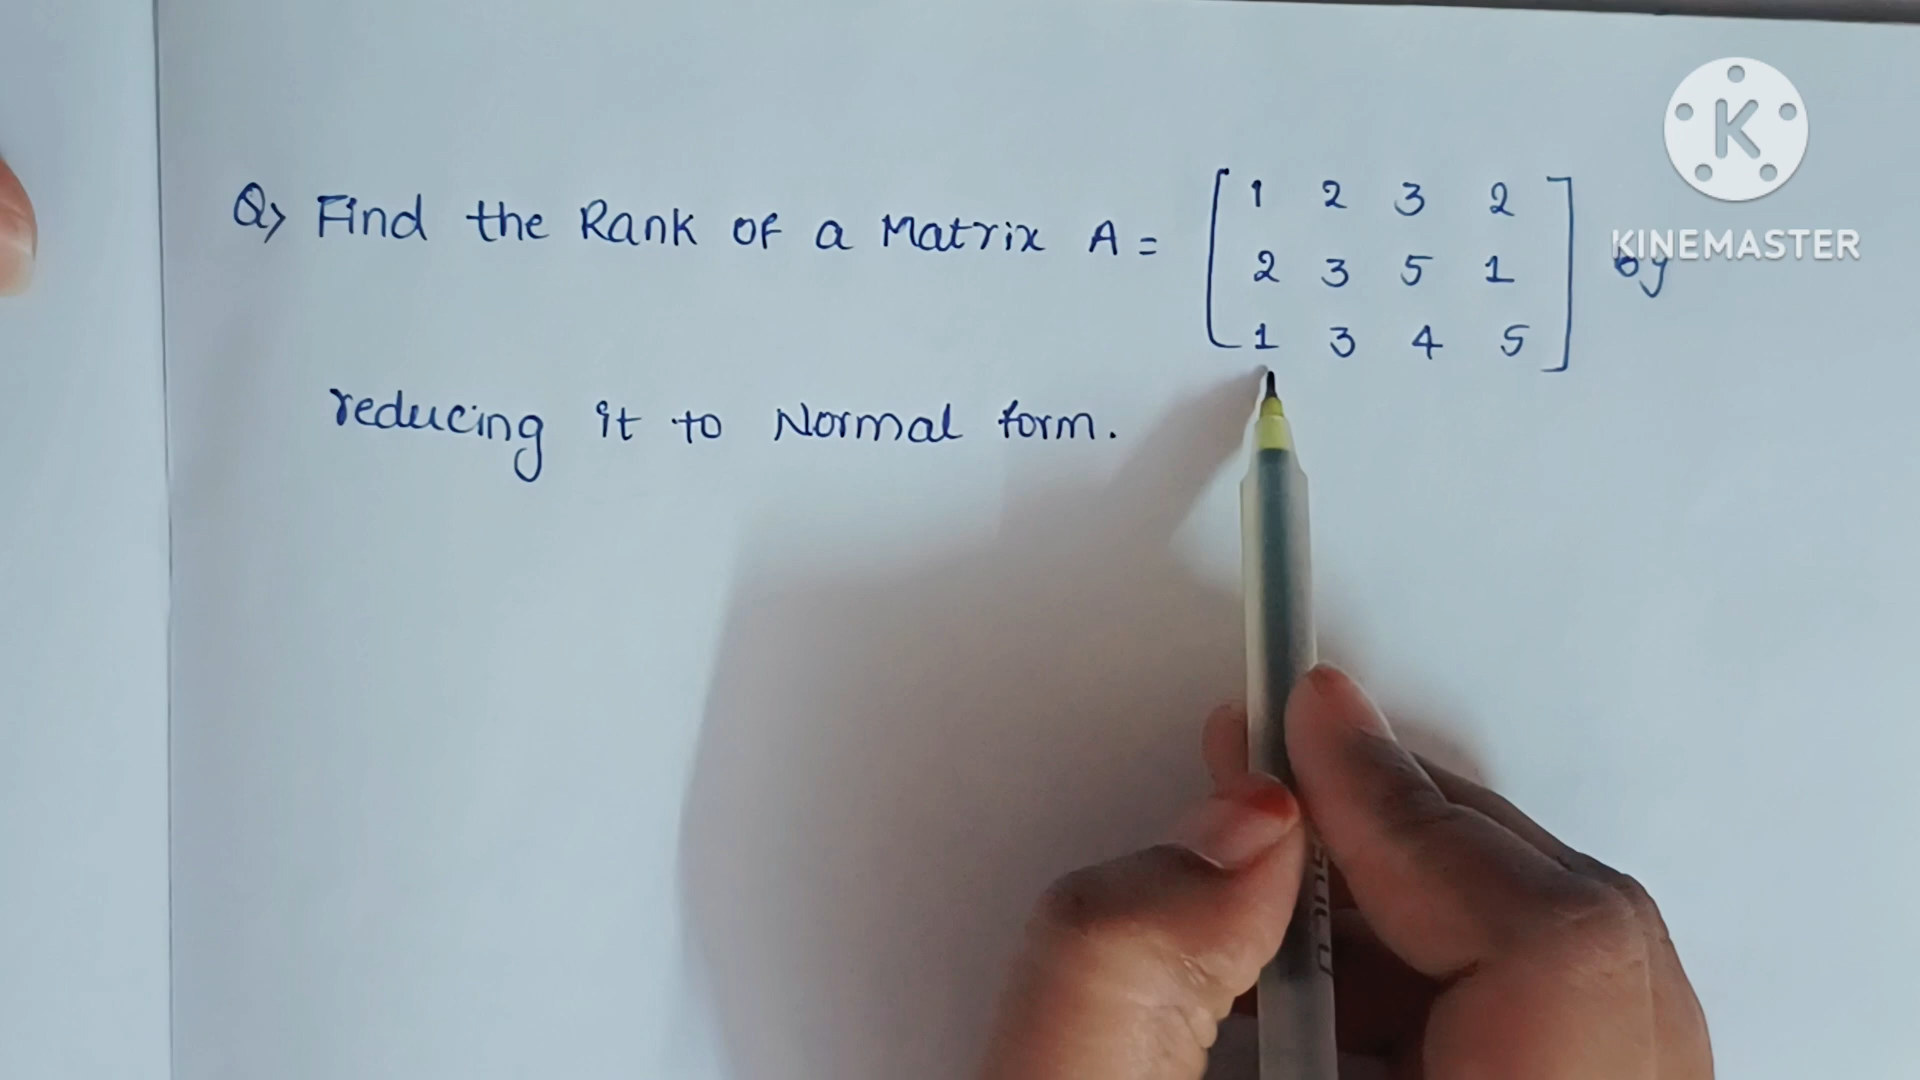 Q> Find the Rank of a Matrix A = [ 1 2 3 2
2 3 5 1
1 3 4 5 ] by
reducing it to Normal form.
K
KINEMASTER